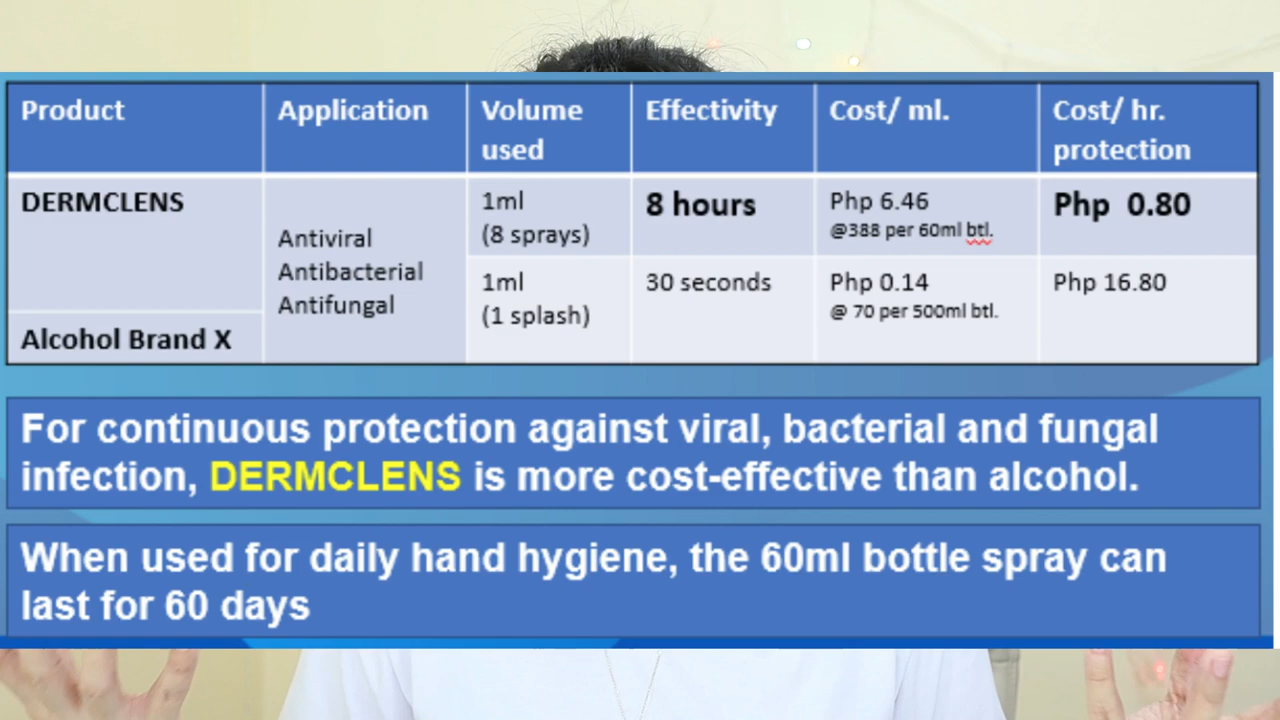 Product Application Volume used Effectivity Cost/ ml. Cost/ hr. protection
DERMCLENS
Antiviral
Antibacterial
Antifungal
1ml
(8 sprays)
8 hours
Php 6.46
@388 per 60ml btl.
Php 0.80
Alcohol Brand X
1ml
(1 splash)
30 seconds
Php 0.14
@ 70 per 500ml btl.
Php 16.80
For continuous protection against viral, bacterial and fungal
infection, DERMCLENS is more cost-effective than alcohol.
When used for daily hand hygiene, the 60ml bottle spray can
last for 60 days